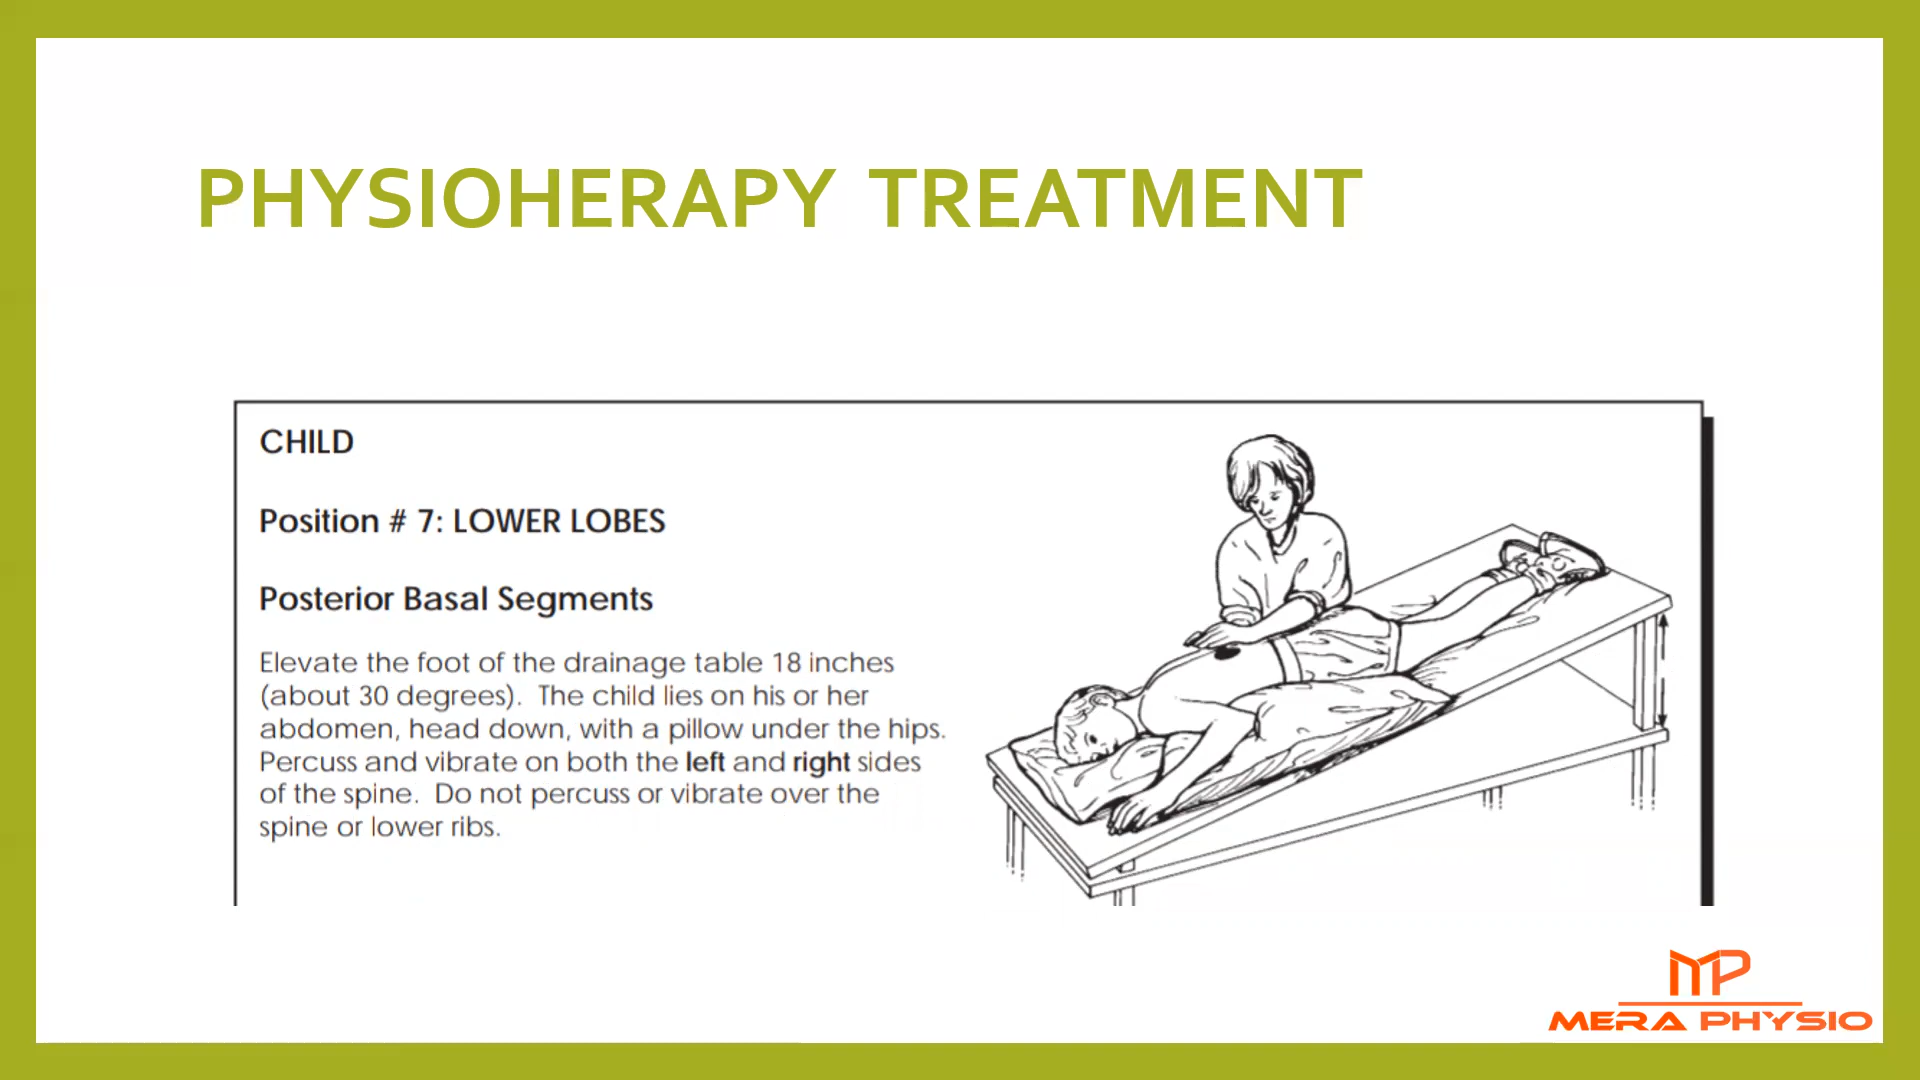 PHYSIOHERAPY TREATMENT
CHILD
Position # 7: LOWER LOBES
Posterior Basal Segments
Elevate the foot of the drainage table 18 inches
(about 30 degrees). The child lies on his or her
abdomen, head down, with a pillow under the hips.
Percuss and vibrate on both the left and right sides
of the spine. Do not percuss or vibrate over the
spine or lower ribs.
MP
MERA PHYSIO